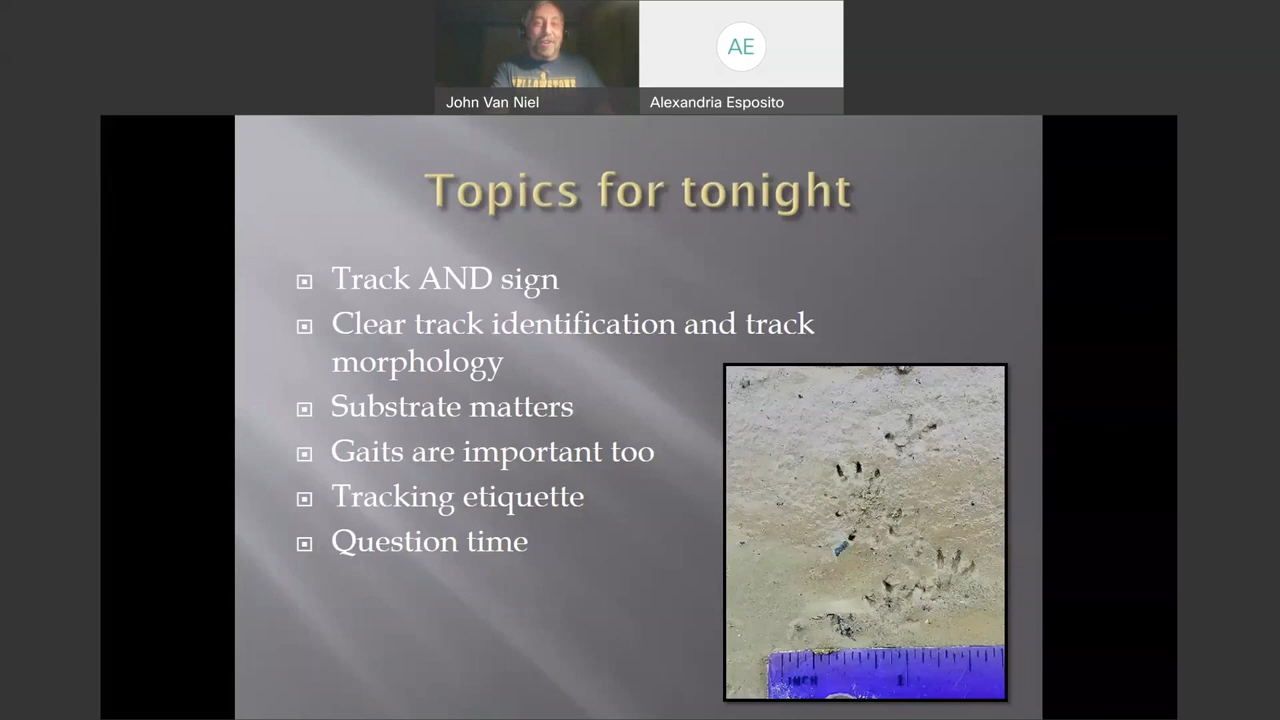 AE
John Van Niel
Alexandria Esposito
Topics for tonight
Track AND sign
Clear track identification and track
morphology
Substrate matters
Gaits are important too
Tracking etiquette
Question time
INCH
1